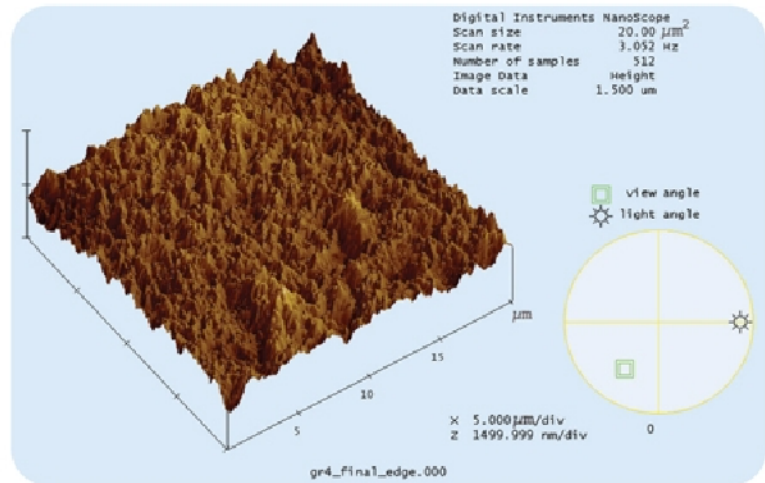 Digital Instruments NanoScope
Scan size 20.00 μm²
Scan rate 3.052 Hz
Number of samples 512
Image Data Height
Data scale 1.500 um
view angle
light angle
μm
15
10
5
X 5.000 μm/div
Z 1499.999 nm/div
0
gr4_final_edge.000